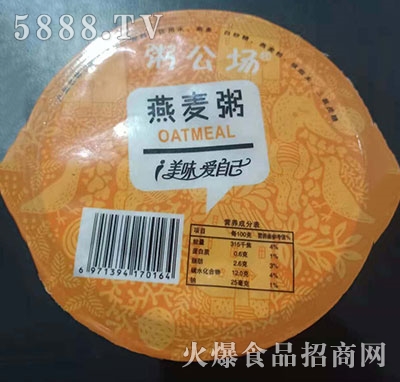 5888.TV
粥公场
燕麦粥
OATMEAL
i美味 爱自己
营养成分表
项目 每100克 营养素参考值%
能量 315千焦 4%
蛋白质 0.6克 1%
脂肪 2.6克
碳水化合物 12.0克 4%
钠 25毫克 1%
6 971394 170164
火爆食品招商网